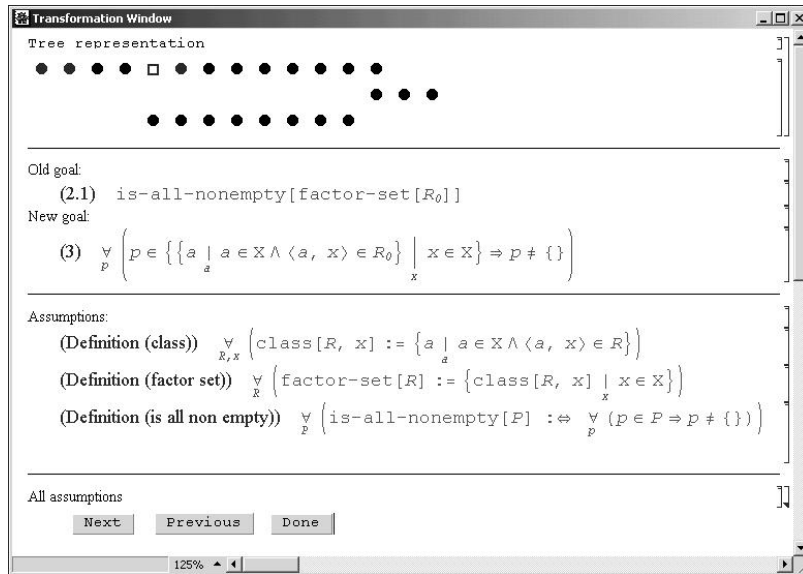 Transformation Window
Tree representation
Old goal:
(2.1) is-all-nonempty[factor-set[R₀]]
New goal:
(3) ∀ₚ (p ∈ {{a |ₐ a ∈ X ∧ ⟨a, x⟩ ∈ R₀} |ₓ x ∈ X} ⇒ p ≠ {})
Assumptions:
(Definition (class)) ∀_{R,x} (class[R, x] := {a |ₐ a ∈ X ∧ ⟨a, x⟩ ∈ R})
(Definition (factor set)) ∀_R (factor-set[R] := {class[R, x] |ₓ x ∈ X})
(Definition (is all non empty)) ∀_P (is-all-nonempty[P] :⇔ ∀ₚ (p ∈ P ⇒ p ≠ {}))
All assumptions
Next Previous Done
125%